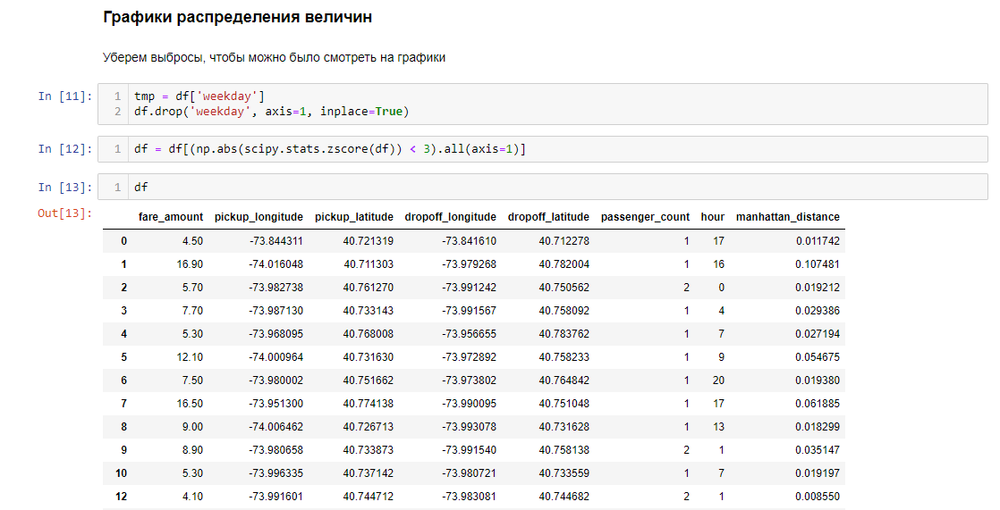 Графики распределения величин
Уберем выбросы, чтобы можно было смотреть на графики
In [11]:
1 tmp = df['weekday']
2 df.drop('weekday', axis=1, inplace=True)
In [12]:
1 df = df[(np.abs(scipy.stats.zscore(df)) < 3).all(axis=1)]
In [13]:
1 df
Out[13]:
fare_amount pickup_longitude pickup_latitude dropoff_longitude dropoff_latitude passenger_count hour manhattan_distance
0 4.50 -73.844311 40.721319 -73.841610 40.712278 1 17 0.011742
1 16.90 -74.016048 40.711303 -73.979268 40.782004 1 16 0.107481
2 5.70 -73.982738 40.761270 -73.991242 40.750562 2 0 0.019212
3 7.70 -73.987130 40.733143 -73.991567 40.758092 1 4 0.029386
4 5.30 -73.968095 40.768008 -73.956655 40.783762 1 7 0.027194
5 12.10 -74.000964 40.731630 -73.972892 40.758233 1 9 0.054675
6 7.50 -73.980002 40.751662 -73.973802 40.764842 1 20 0.019380
7 16.50 -73.951300 40.774138 -73.990095 40.751048 1 17 0.061885
8 9.00 -74.006462 40.726713 -73.993078 40.731628 1 13 0.018299
9 8.90 -73.980658 40.733873 -73.991540 40.758138 2 1 0.035147
10 5.30 -73.996335 40.737142 -73.980721 40.733559 1 7 0.019197
12 4.10 -73.991601 40.744712 -73.983081 40.744682 2 1 0.008550